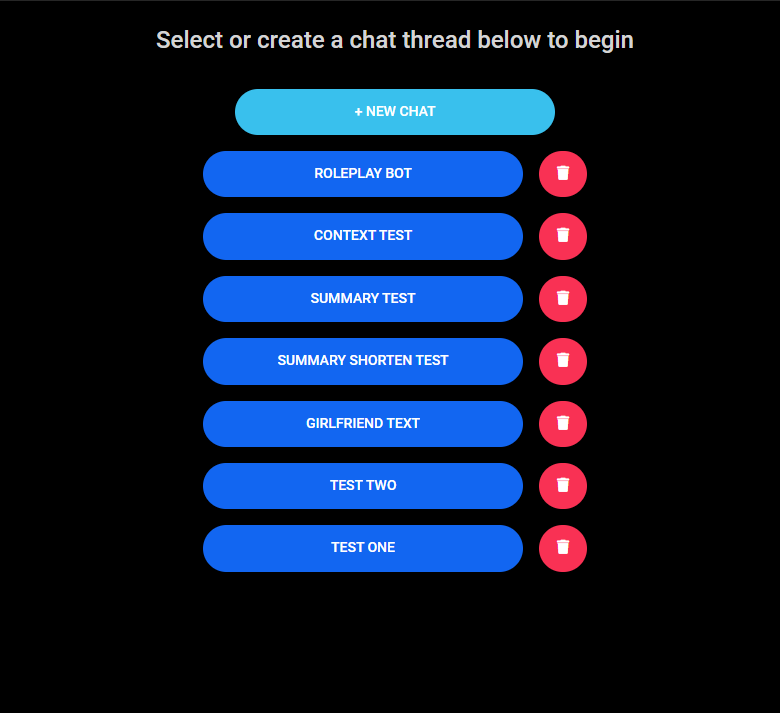 Select or create a chat thread below to begin
+ NEW CHAT
ROLEPLAY BOT
CONTEXT TEST
SUMMARY TEST
SUMMARY SHORTEN TEST
GIRLFRIEND TEXT
TEST TWO
TEST ONE